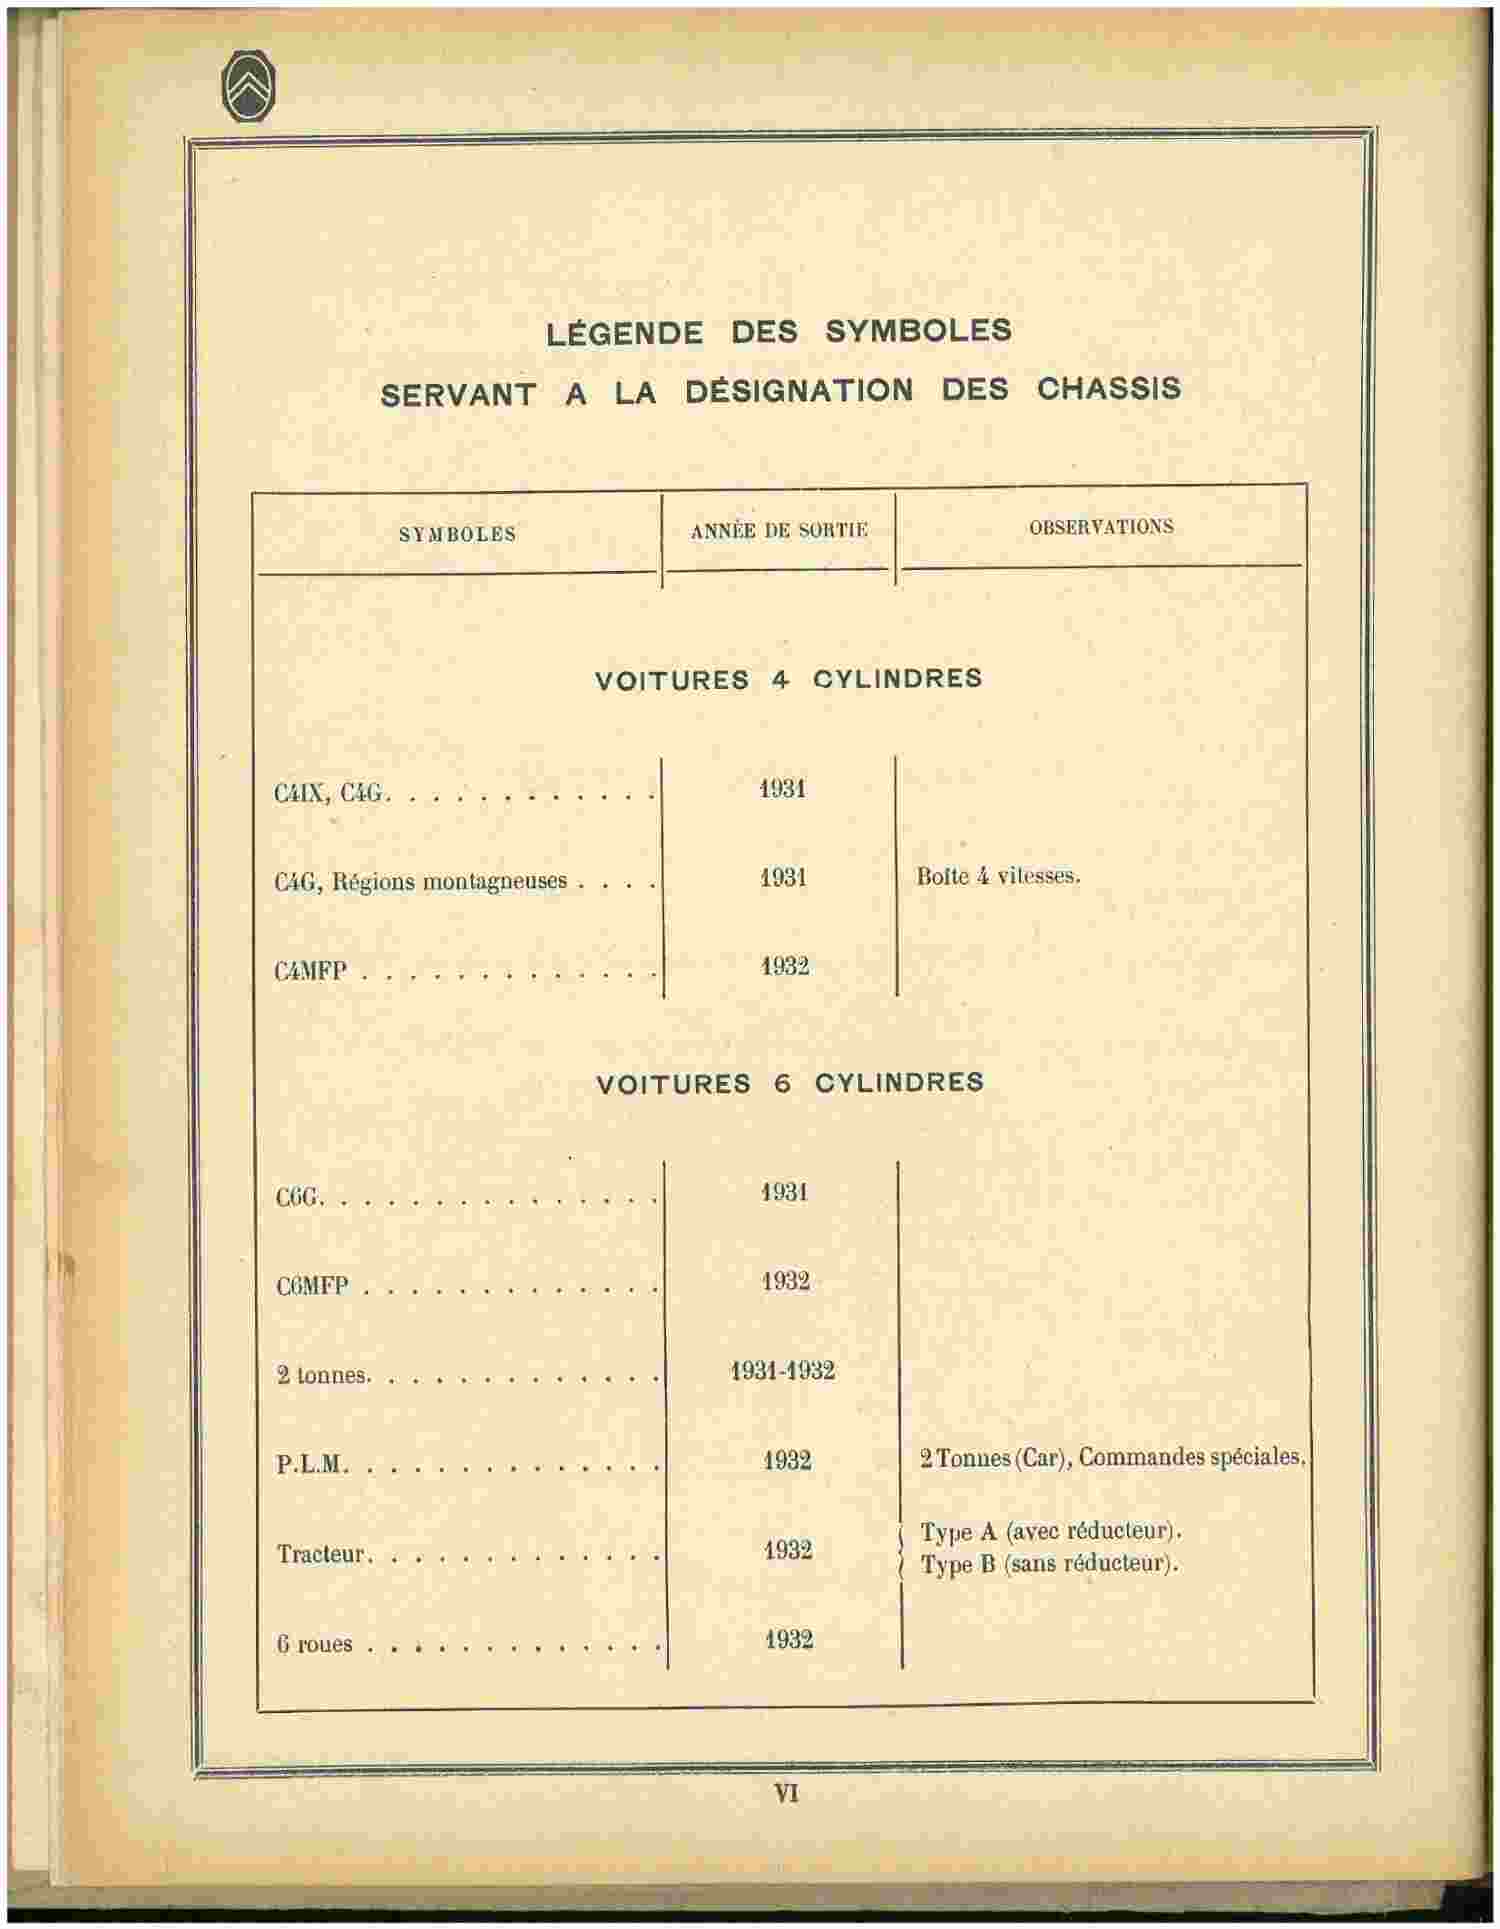 LÉGENDE DES SYMBOLES
SERVANT A LA DÉSIGNATION DES CHASSIS
SYMBOLES ANNÉE DE SORTIE OBSERVATIONS
VOITURES 4 CYLINDRES
C4IX, C4G. . . . . . . . . . . . 1931
C4G, Régions montagneuses . . . . 1931 Boîte 4 vitesses.
C4MFP . . . . . . . . . . . . . 1932
VOITURES 6 CYLINDRES
C6G. . . . . . . . . . . . . . . 1931
C6MFP . . . . . . . . . . . . . 1932
2 tonnes. . . . . . . . . . . . . 1931-1932
P.L.M. . . . . . . . . . . . . . 1932 2 Tonnes (Car), Commandes spéciales.
Tracteur. . . . . . . . . . . . . 1932 Type A (avec réducteur).
Type B (sans réducteur).
6 roues . . . . . . . . . . . . . 1932
VI